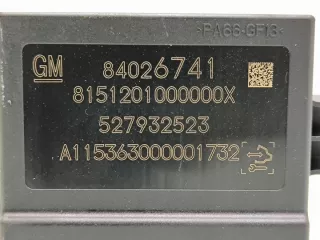 >PA66-GF13<
GM 84026741
8151201000000X
527932523
A115363000001732